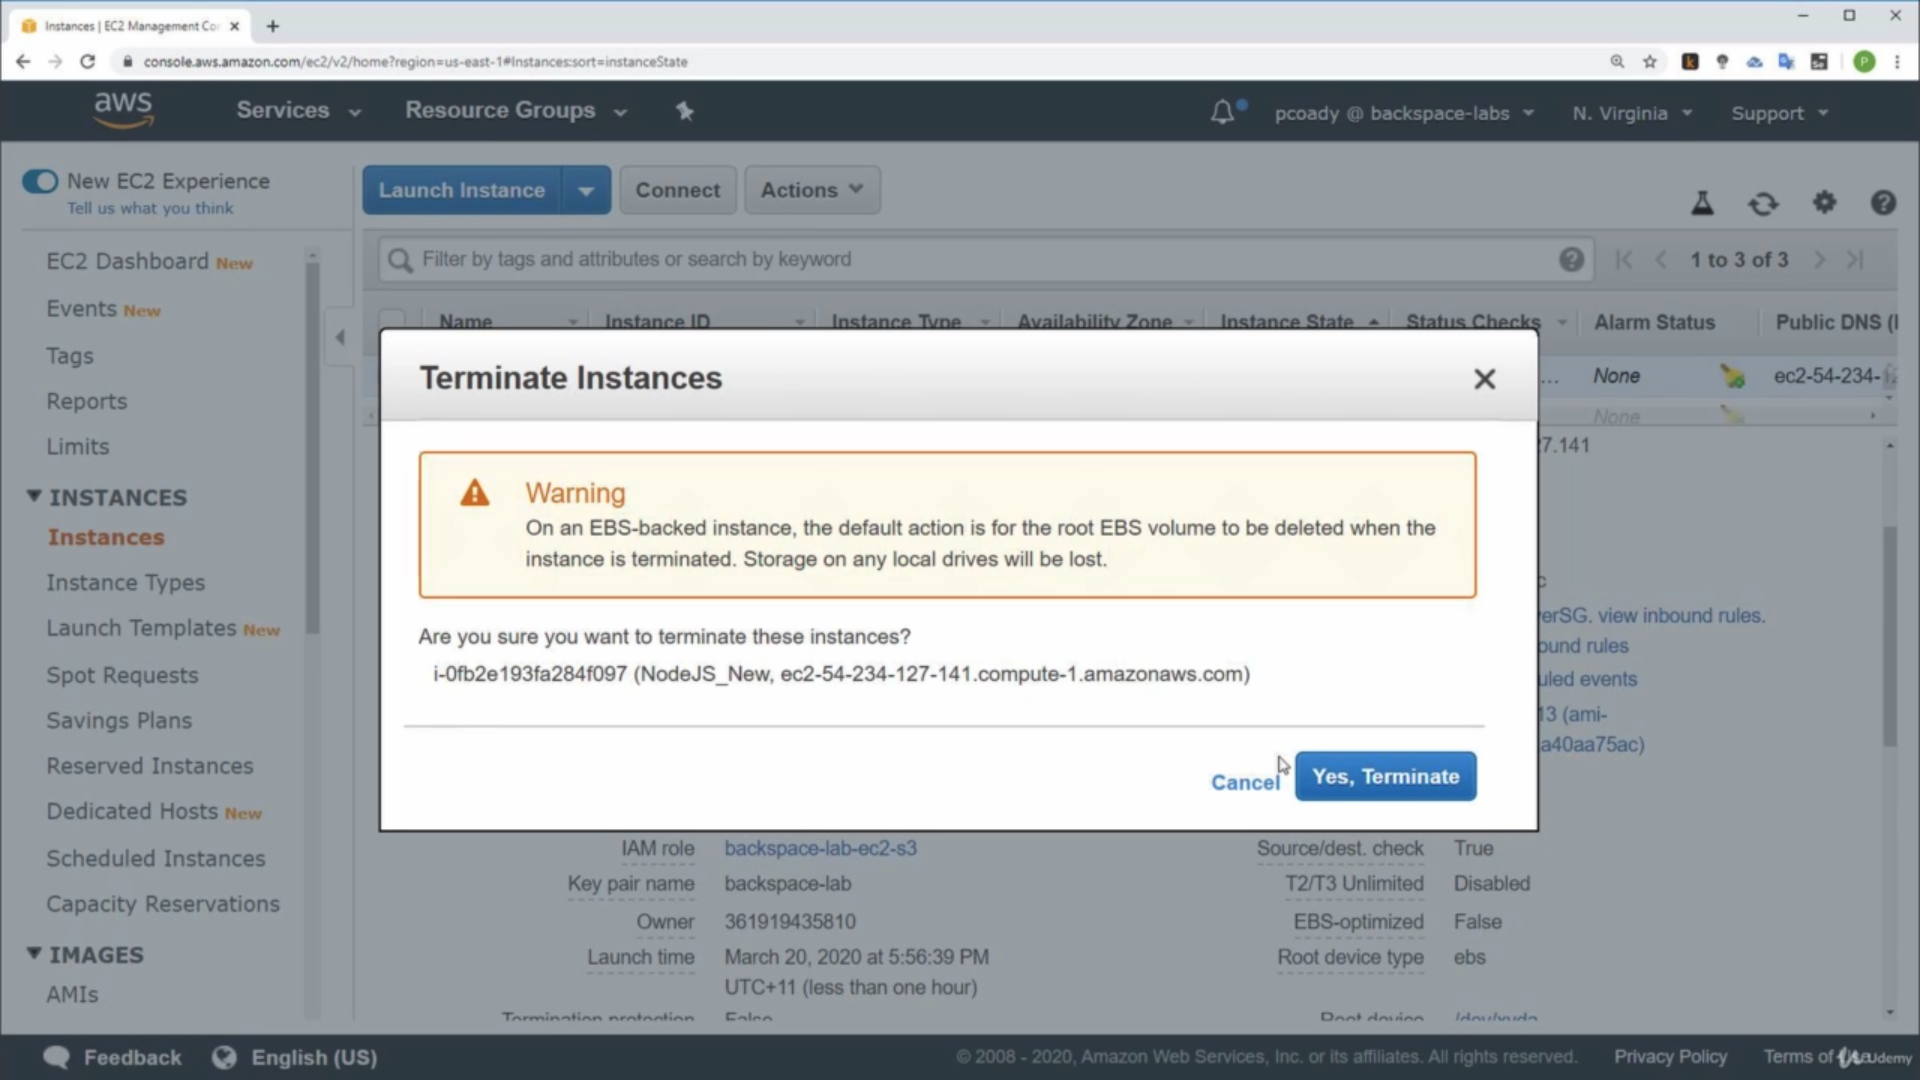 Instances | EC2 Management Co
console.aws.amazon.com/ec2/v2/home?region=us-east-1#Instances:sort=instanceState
P
aws
Services
Resource Groups
pcoady @ backspace-labs
N. Virginia
Support
New EC2 Experience
Tell us what you think
Launch Instance
Connect
Actions
Filter by tags and attributes or search by keyword
1 to 3 of 3
Name
Instance ID
Instance Type
Availability Zone
Instance State
Status Checks
Alarm Status
Public DNS (
...
None
ec2-54-234-
None
7.141
EC2 Dashboard New
Events New
Tags
Reports
Limits
INSTANCES
Instances
Instance Types
Launch Templates New
Spot Requests
Savings Plans
Reserved Instances
Dedicated Hosts New
Scheduled Instances
Capacity Reservations
IMAGES
AMIs
Terminate Instances
Warning
On an EBS-backed instance, the default action is for the root EBS volume to be deleted when the
instance is terminated. Storage on any local drives will be lost.
Are you sure you want to terminate these instances?
i-0fb2e193fa284f097 (NodeJS_New, ec2-54-234-127-141.compute-1.amazonaws.com)
Cancel
Yes, Terminate
c
erSG. view inbound rules.
ound rules
uled events
13 (ami-
a40aa75ac)
IAM role backspace-lab-ec2-s3
Source/dest. check True
Key pair name backspace-lab
T2/T3 Unlimited Disabled
Owner 361919435810
EBS-optimized False
Launch time March 20, 2020 at 5:56:39 PM
UTC+11 (less than one hour)
Root device type ebs
Termination protection False
Root device /dev/xvda
Feedback
English (US)
© 2008 - 2020, Amazon Web Services, Inc. or its affiliates. All rights reserved.
Privacy Policy
Terms of Use
Udemy